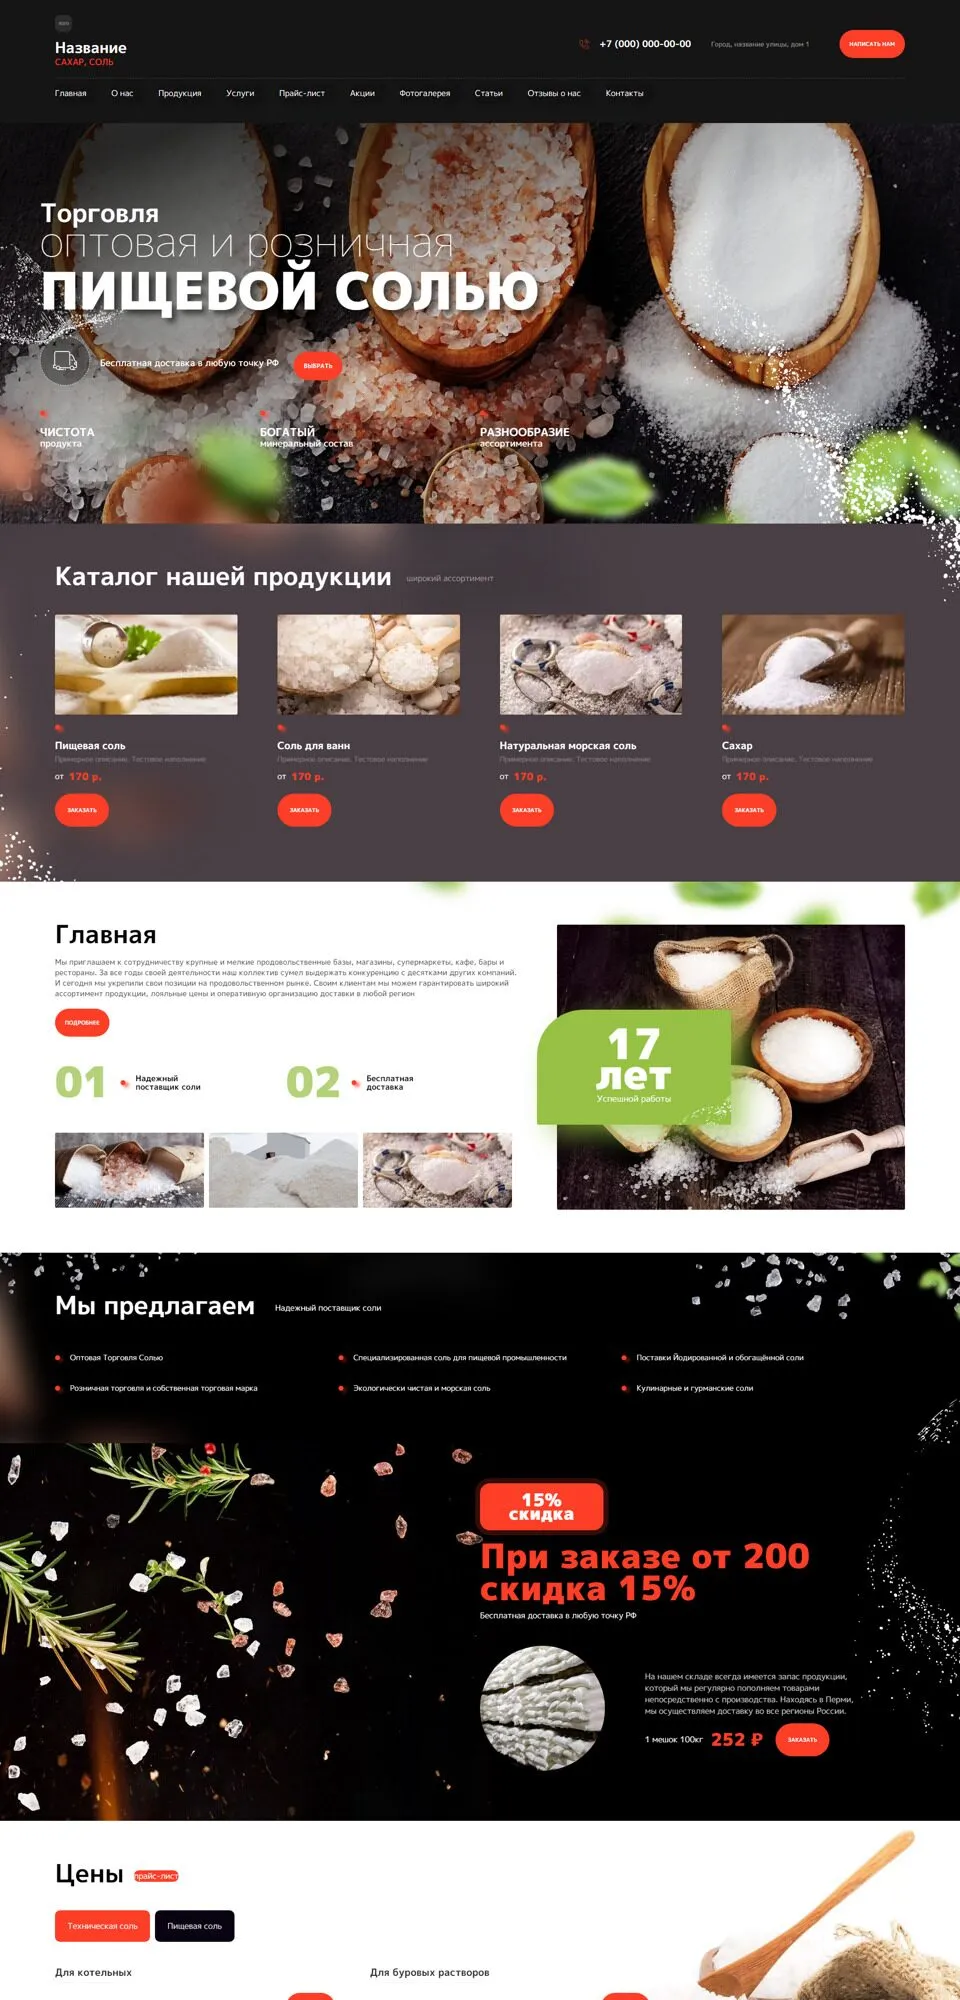 Название
САХАР, СОЛЬ
+7 (000) 000-00-00
Город, название улицы, дом 1
НАПИСАТЬ НАМ
Главная
О нас
Продукция
Услуги
Прайс-лист
Акции
Фотогалерея
Статьи
Отзывы о нас
Контакты
Торговля
оптовая и розничная
ПИЩЕВОЙ СОЛЬЮ
Бесплатная доставка в любую точку РФ
ВЫБРАТЬ
ЧИСТОТА
продукта
БОГАТЫЙ
минеральный состав
РАЗНООБРАЗИЕ
ассортимента
Каталог нашей продукции
широкий ассортимент
Пищевая соль
Примерное описание. Тестовое наполнение
от 170 р.
ЗАКАЗАТЬ
Соль для ванн
Примерное описание. Тестовое наполнение
от 170 р.
ЗАКАЗАТЬ
Натуральная морская соль
Примерное описание. Тестовое наполнение
от 170 р.
ЗАКАЗАТЬ
Сахар
Примерное описание. Тестовое наполнение
от 170 р.
ЗАКАЗАТЬ
Главная
Мы приглашаем к сотрудничеству крупные и мелкие продовольственные базы, магазины, супермаркеты, кафе, бары и
рестораны. За все годы своей деятельности наш коллектив сумел выдержать конкуренцию с десятками других компаний.
И сегодня мы укрепили свои позиции на продовольственном рынке. Своим клиентам мы можем гарантировать широкий
ассортимент продукции, лояльные цены и оперативную организацию доставки в любой регион
ПОДРОБНЕЕ
01
Надежный
поставщик соли
02
Бесплатная
доставка
17
лет
Успешной работы
Мы предлагаем
Надежный поставщик соли
Оптовая Торговля Солью
Специализированная соль для пищевой промышленности
Поставки Йодированной и обогащённой соли
Розничная торговля и собственная торговая марка
Экологически чистая и морская соль
Кулинарные и гурманские соли
15%
скидка
При заказе от 200
скидка 15%
Бесплатная доставка в любую точку РФ
На нашем складе всегда имеется запас продукции,
который мы регулярно пополняем товарами
непосредственно с производства. Находясь в Перми,
мы осуществляем доставку во все регионы России.
1 мешок 100кг 252 ₽
ЗАКАЗАТЬ
Цены
прайс-лист
Техническая соль
Пищевая соль
Для котельных
Для буровых растворов